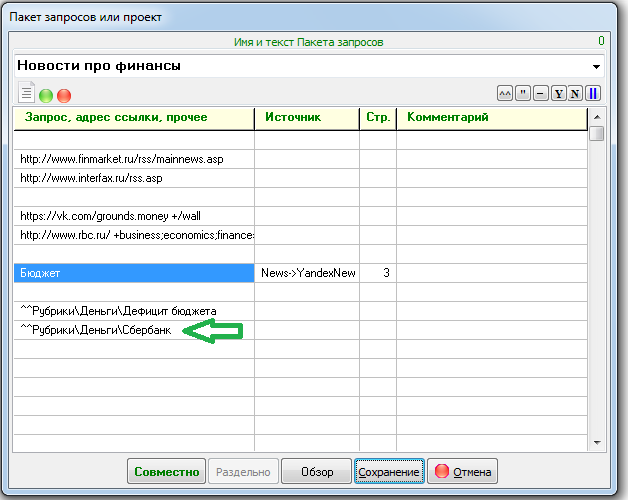 Пакет запросов или проект
Имя и текст Пакета запросов 0
Новости про финансы
^^ " – Y N ||
Запрос, адрес ссылки, прочее Источник Стр. Комментарий
http://www.finmarket.ru/rss/mainnews.asp
http://www.interfax.ru/rss.asp
https://vk.com/grounds.money +/wall
http://www.rbc.ru/ +business;economics;finances
Бюджет News->YandexNew 3
^^Рубрики\Деньги\Дефицит бюджета
^^Рубрики\Деньги\Сбербанк
Совместно Раздельно Обзор Сохранение Отмена